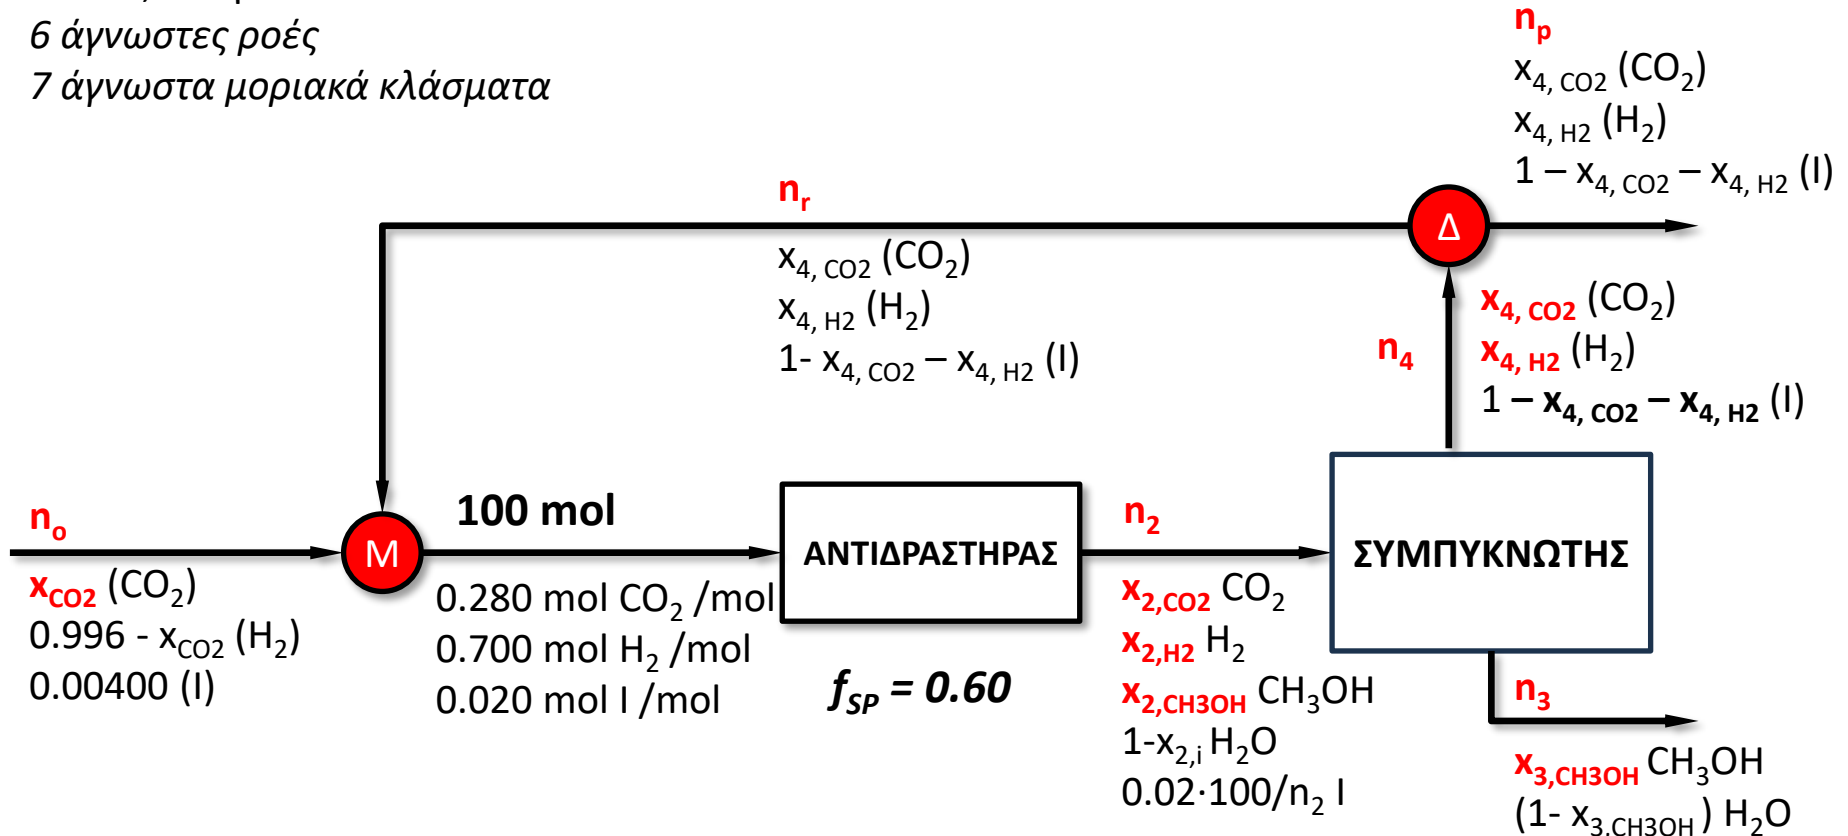 6 άγνωστες ροές
7 άγνωστα μοριακά κλάσματα
n_p
x_4, CO2 (CO_2)
x_4, H2 (H_2)
1 – x_4, CO2 – x_4, H2 (I)
n_r
Δ
x_4, CO2 (CO_2)
x_4, H2 (H_2)
1- x_4, CO2 – x_4, H2 (I)
n_4
x_4, CO2 (CO_2)
x_4, H2 (H_2)
1 – x_4, CO2 – x_4, H2 (I)
n_o
M
100 mol
ΑΝΤΙΔΡΑΣΤΗΡΑΣ
n_2
ΣΥΜΠΥΚΝΩΤΗΣ
x_CO2 (CO_2)
0.996 - x_CO2 (H_2)
0.00400 (I)
0.280 mol CO_2 /mol
0.700 mol H_2 /mol
0.020 mol I /mol
f_SP = 0.60
x_2,CO2 CO_2
x_2,H2 H_2
x_2,CH3OH CH_3OH
1-x_2,i H_2O
0.02·100/n_2 I
n_3
x_3,CH3OH CH_3OH
(1- x_3,CH3OH ) H_2O